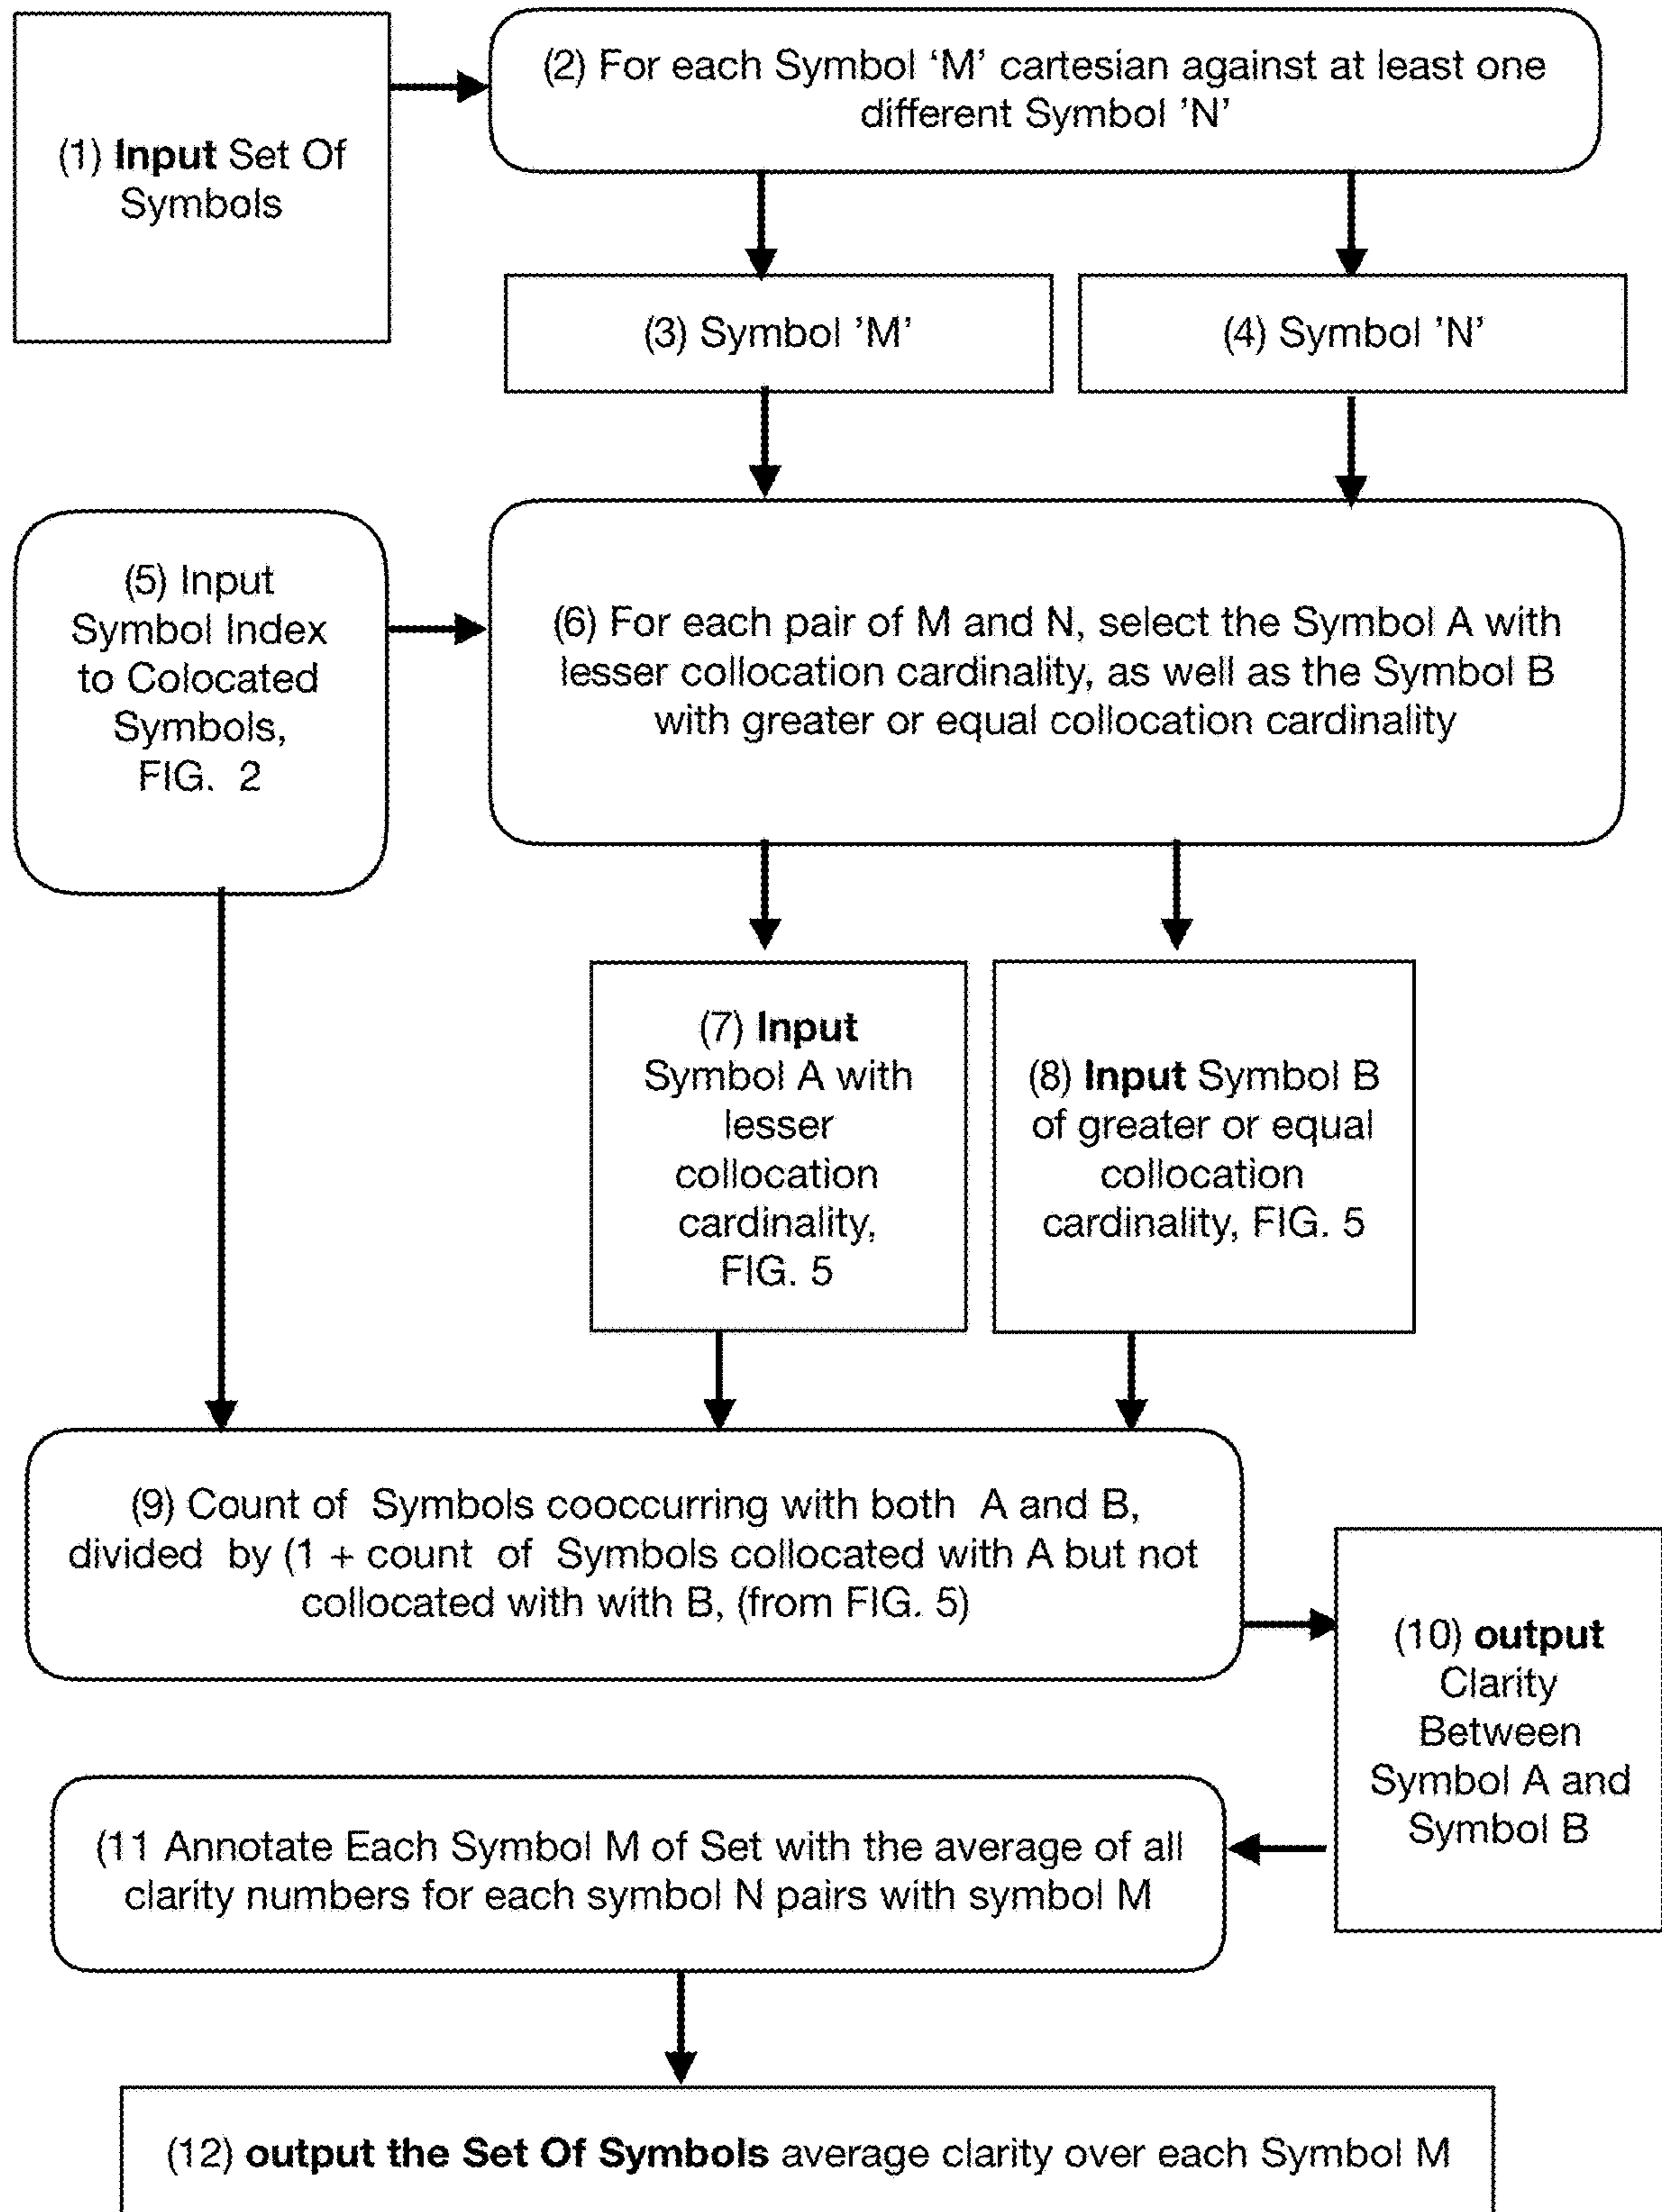 (1) Input Set Of
Symbols
(2) For each Symbol ‘M’ cartesian against at least one
different Symbol ’N’
(3) Symbol ’M’
(4) Symbol ’N’
(5) Input
Symbol Index
to Colocated
Symbols,
FIG. 2
(6) For each pair of M and N, select the Symbol A with
lesser collocation cardinality, as well as the Symbol B
with greater or equal collocation cardinality
(7) Input
Symbol A with
lesser
collocation
cardinality,
FIG. 5
(8) Input Symbol B
of greater or equal
collocation
cardinality, FIG. 5
(9) Count of Symbols cooccurring with both A and B,
divided by (1 + count of Symbols collocated with A but not
collocated with with B, (from FIG. 5)
(10) output
Clarity
Between
Symbol A and
Symbol B
(11 Annotate Each Symbol M of Set with the average of all
clarity numbers for each symbol N pairs with symbol M
(12) output the Set Of Symbols average clarity over each Symbol M